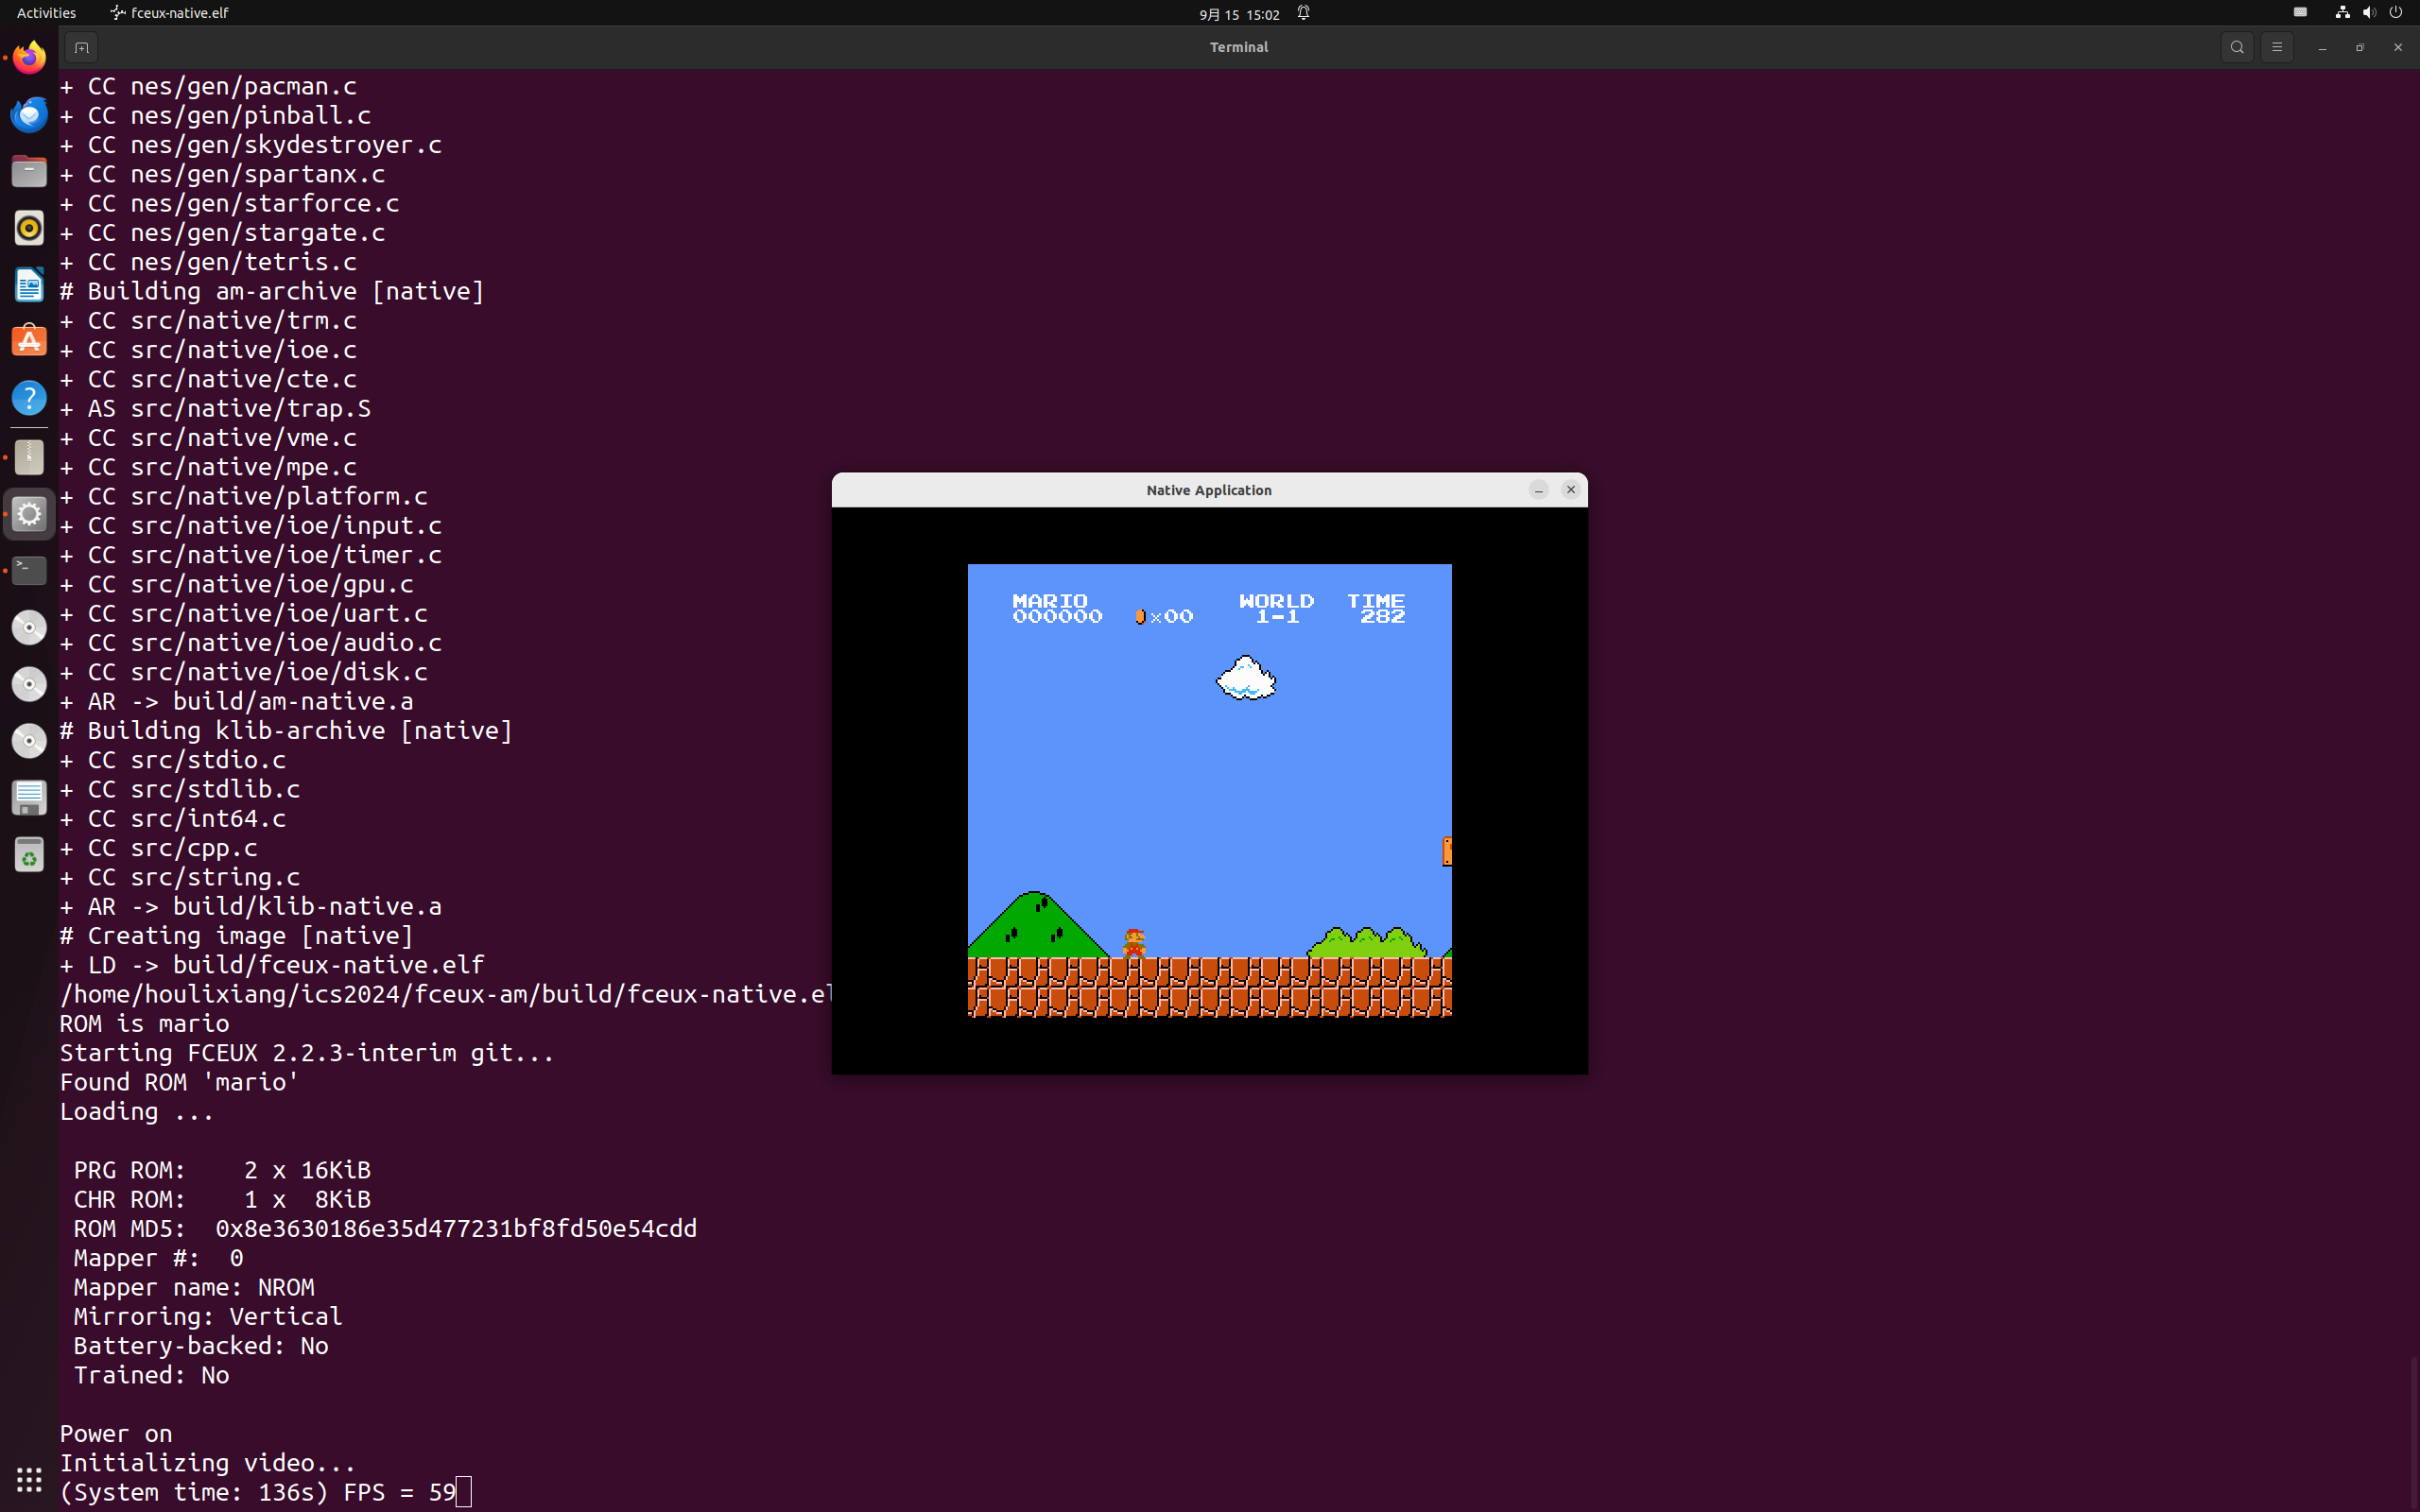 Activities
fceux-native.elf
9月 15 15:02
Terminal
+ CC nes/gen/pacman.c
+ CC nes/gen/pinball.c
+ CC nes/gen/skydestroyer.c
+ CC nes/gen/spartanx.c
+ CC nes/gen/starforce.c
+ CC nes/gen/stargate.c
+ CC nes/gen/tetris.c
# Building am-archive [native]
+ CC src/native/trm.c
+ CC src/native/ioe.c
+ CC src/native/cte.c
+ AS src/native/trap.S
+ CC src/native/vme.c
+ CC src/native/mpe.c
+ CC src/native/platform.c
+ CC src/native/ioe/input.c
+ CC src/native/ioe/timer.c
+ CC src/native/ioe/gpu.c
+ CC src/native/ioe/uart.c
+ CC src/native/ioe/audio.c
+ CC src/native/ioe/disk.c
+ AR -> build/am-native.a
# Building klib-archive [native]
+ CC src/stdio.c
+ CC src/stdlib.c
+ CC src/int64.c
+ CC src/cpp.c
+ CC src/string.c
+ AR -> build/klib-native.a
# Creating image [native]
+ LD -> build/fceux-native.elf
/home/houlixiang/ics2024/fceux-am/build/fceux-native.el
ROM is mario
Starting FCEUX 2.2.3-interim git...
Found ROM 'mario'
Loading ...
PRG ROM:    2 x 16KiB
CHR ROM:    1 x  8KiB
ROM MD5:  0x8e3630186e35d477231bf8fd50e54cdd
Mapper #:  0
Mapper name: NROM
Mirroring: Vertical
Battery-backed: No
Trained: No
Power on
Initializing video...
(System time: 136s) FPS = 59
Native Application
MARIO WORLD TIME
000000 x00 1-1 282